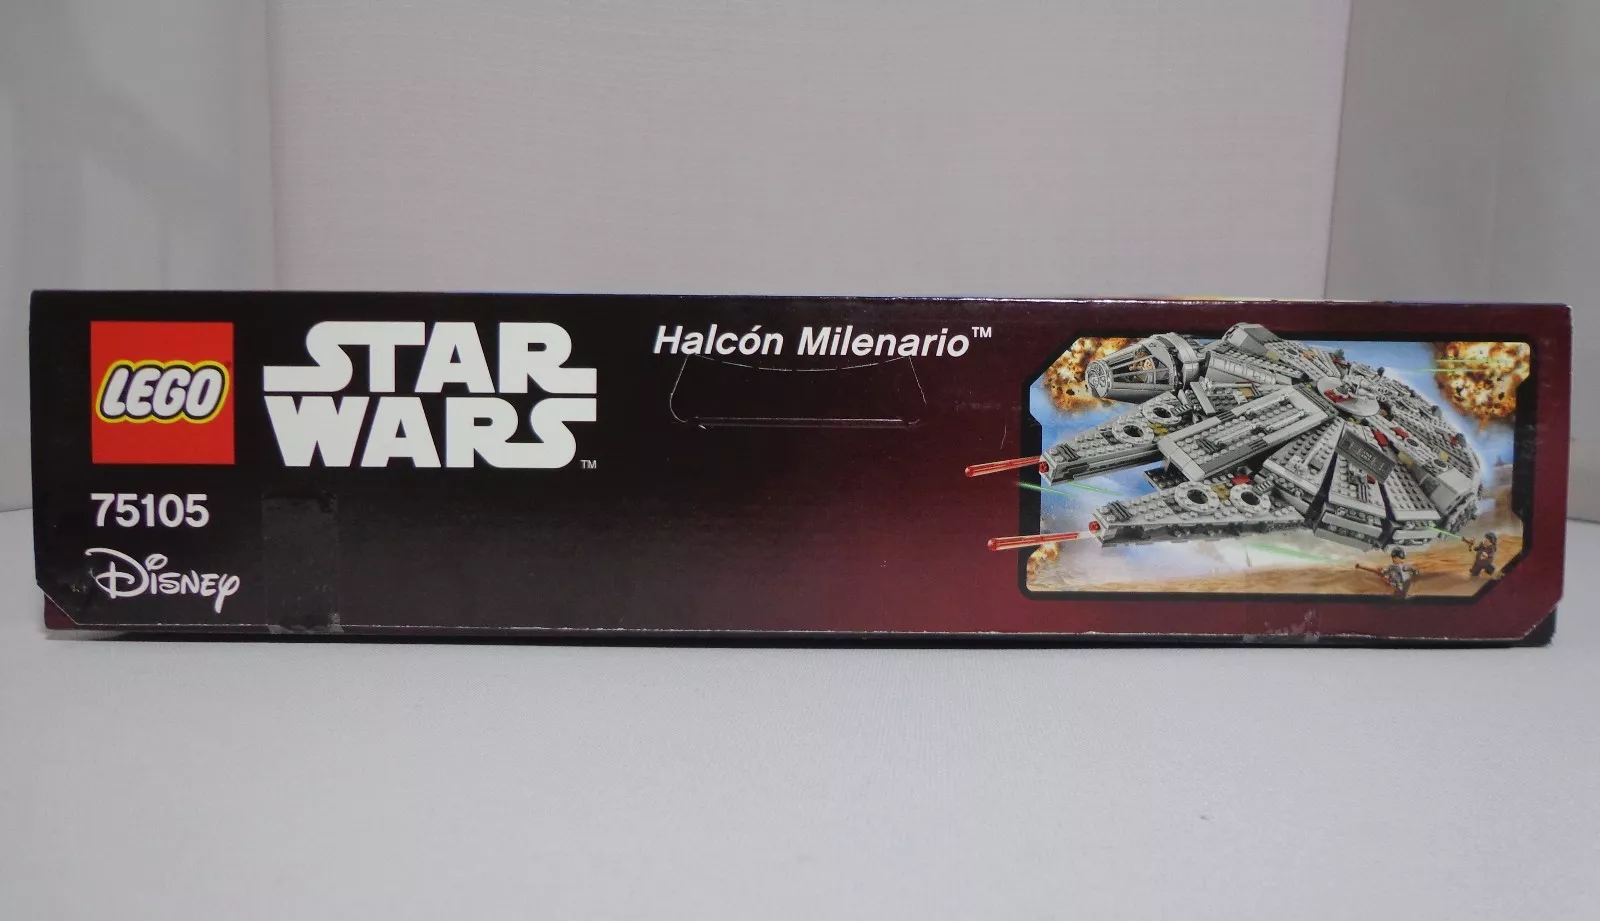 LEGO
STAR
WARS™
Halcón Milenario™
75105
Disney